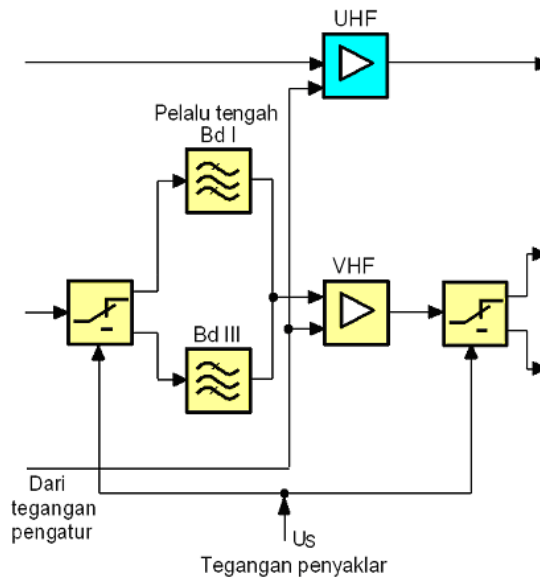 UHF
Pelalu tengah
Bd I
VHF
Bd III
Dari
tegangan
pengatur
Us
Tegangan penyaklar